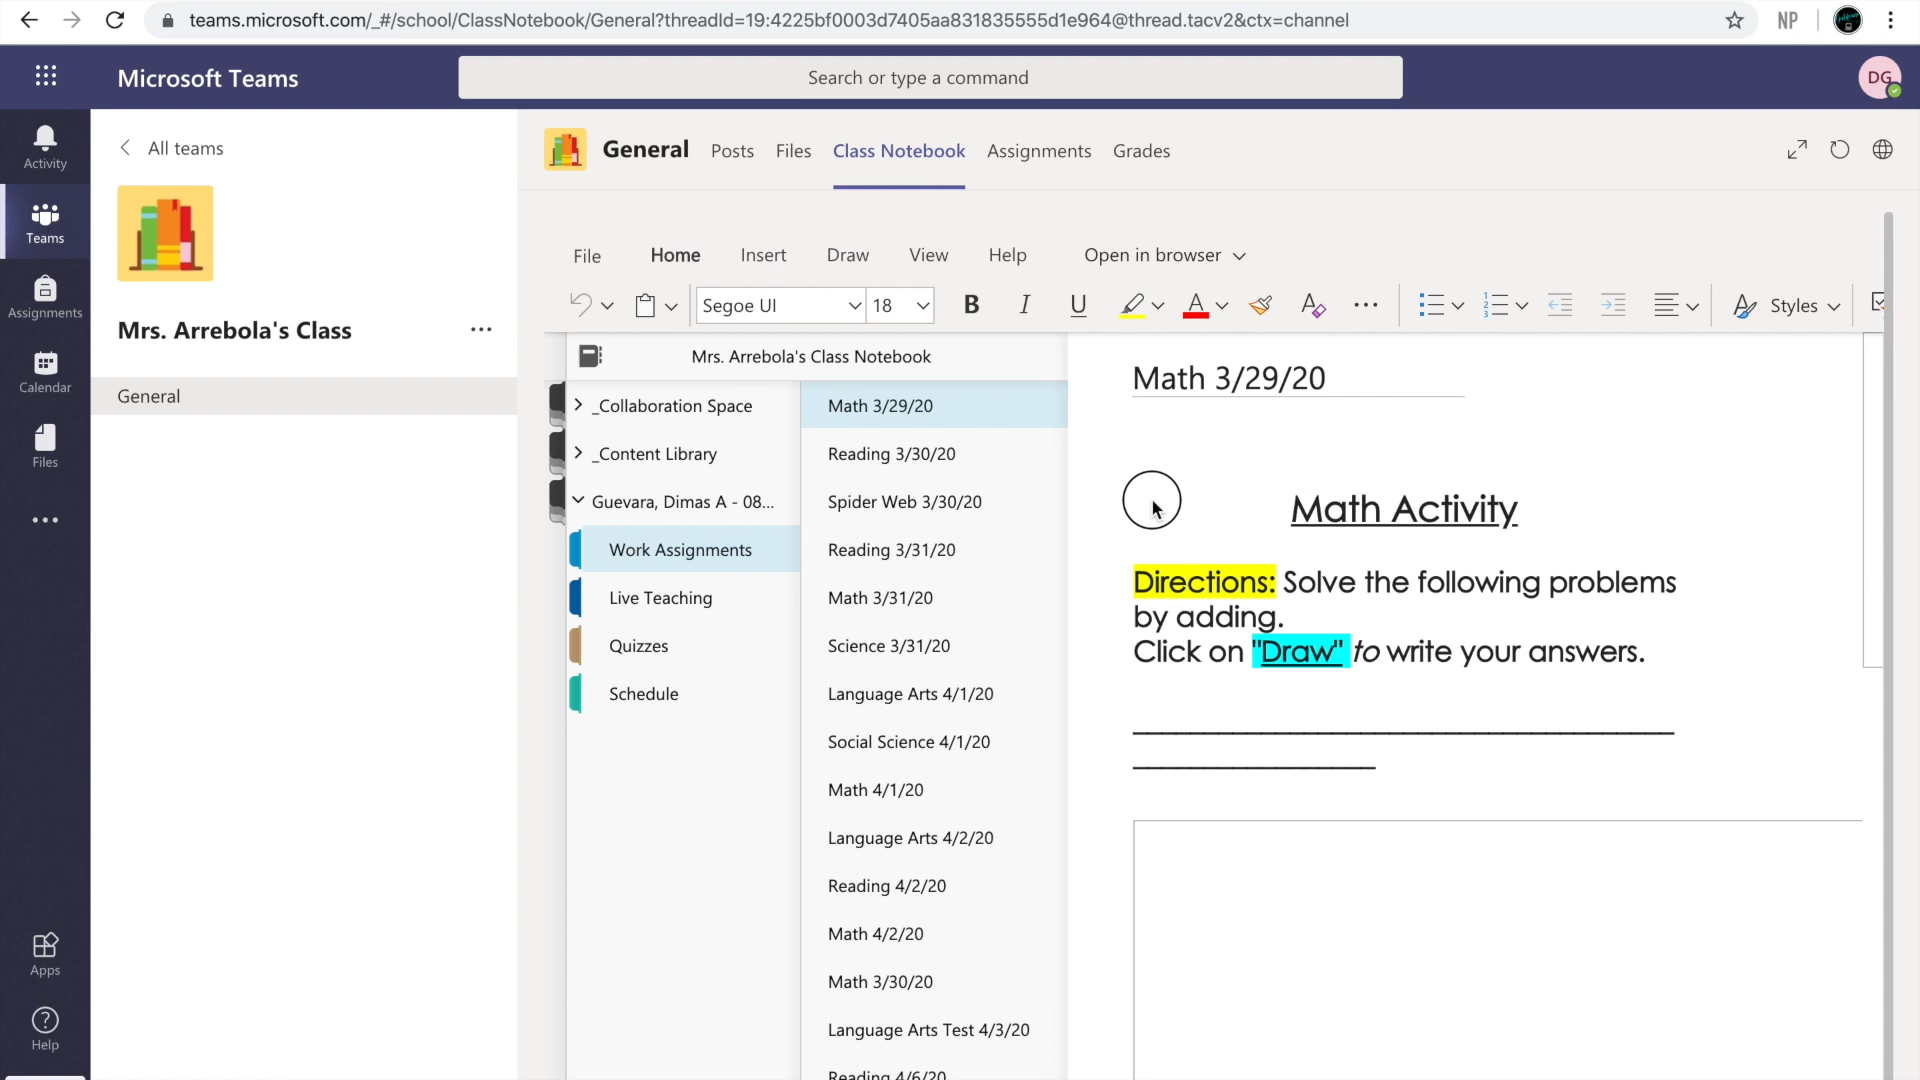 teams.microsoft.com/_#/school/ClassNotebook/General?threadId=19:4225bf0003d7405aa831835555d1e964@thread.tacv2&ctx=channel
NP
Microsoft Teams
Search or type a command
DG
Activity
Teams
Assignments
Calendar
Files
Apps
Help
All teams
Mrs. Arrebola's Class
General
General
Posts
Files
Class Notebook
Assignments
Grades
File
Home
Insert
Draw
View
Help
Open in browser
Segoe UI
18
B
I
U
A
A
Styles
Mrs. Arrebola's Class Notebook
_Collaboration Space
_Content Library
Guevara, Dimas A - 08...
Work Assignments
Live Teaching
Quizzes
Schedule
Math 3/29/20
Reading 3/30/20
Spider Web 3/30/20
Reading 3/31/20
Math 3/31/20
Science 3/31/20
Language Arts 4/1/20
Social Science 4/1/20
Math 4/1/20
Language Arts 4/2/20
Reading 4/2/20
Math 4/2/20
Math 3/30/20
Language Arts Test 4/3/20
Reading 4/6/20
Math 3/29/20
Math Activity
Directions: Solve the following problems
by adding.
Click on "Draw" to write your answers.